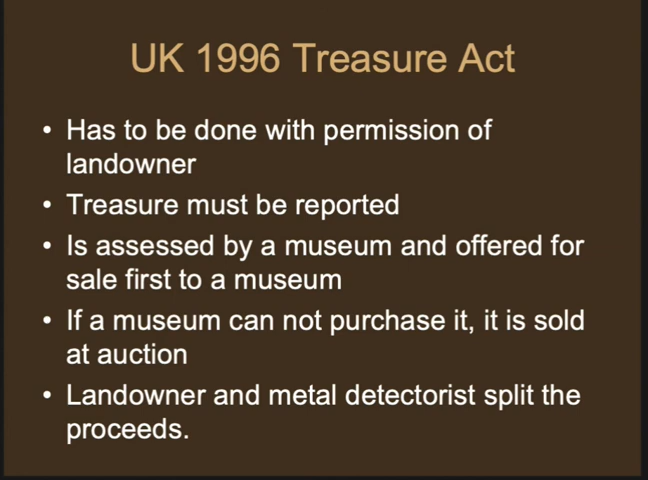 UK 1996 Treasure Act
• Has to be done with permission of
landowner
• Treasure must be reported
• Is assessed by a museum and offered for
sale first to a museum
• If a museum can not purchase it, it is sold
at auction
• Landowner and metal detectorist split the
proceeds.